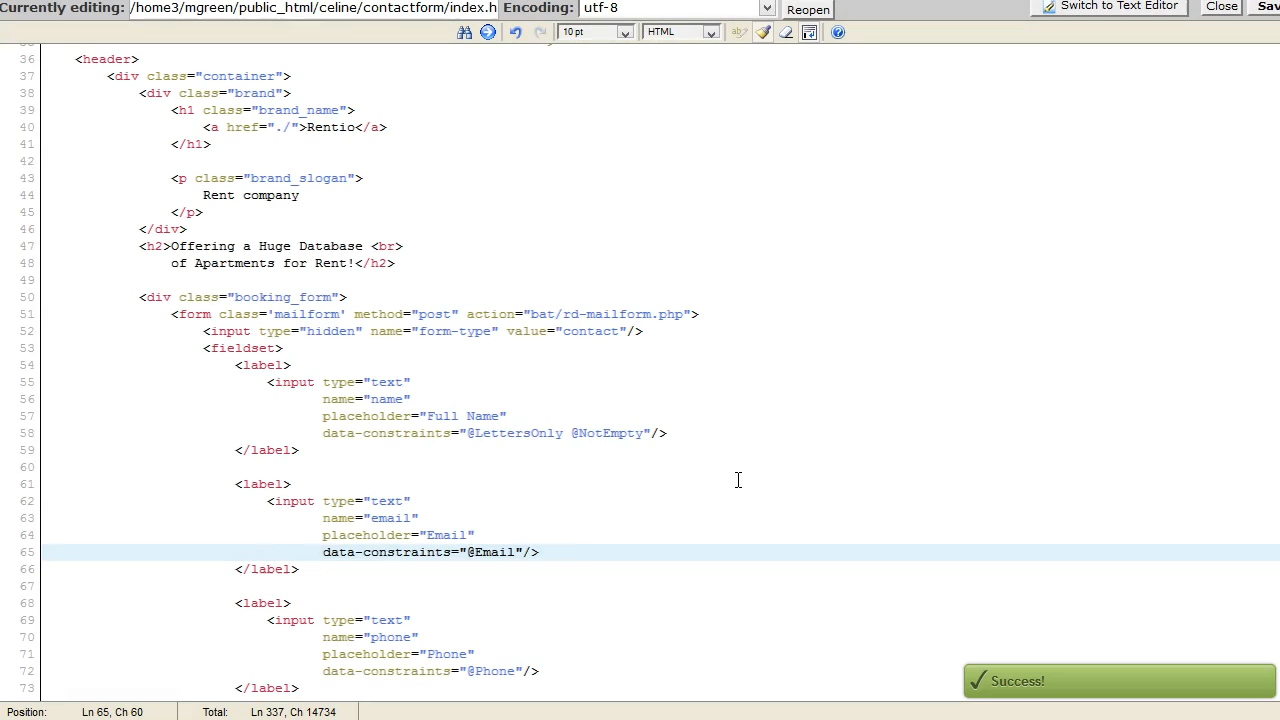 Currently editing: /home3/mgreen/public_html/celine/contactform/index.h Encoding: utf-8 Reopen Switch to Text Editor Close Sav
10 pt HTML
36 <header>
37 <div class="container">
38 <div class="brand">
39 <h1 class="brand_name">
40 <a href="./">Rentio</a>
41 </h1>
42
43 <p class="brand_slogan">
44 Rent company
45 </p>
46 </div>
47 <h2>Offering a Huge Database <br>
48 of Apartments for Rent!</h2>
49
50 <div class="booking_form">
51 <form class='mailform' method="post" action="bat/rd-mailform.php">
52 <input type="hidden" name="form-type" value="contact"/>
53 <fieldset>
54 <label>
55 <input type="text"
56 name="name"
57 placeholder="Full Name"
58 data-constraints="@LettersOnly @NotEmpty"/>
59 </label>
60
61 <label>
62 <input type="text"
63 name="email"
64 placeholder="Email"
65 data-constraints="@Email"/>
66 </label>
67
68 <label>
69 <input type="text"
70 name="phone"
71 placeholder="Phone"
72 data-constraints="@Phone"/>
73 </label>
Success!
Position: Ln 65, Ch 60 Total: Ln 337, Ch 14734